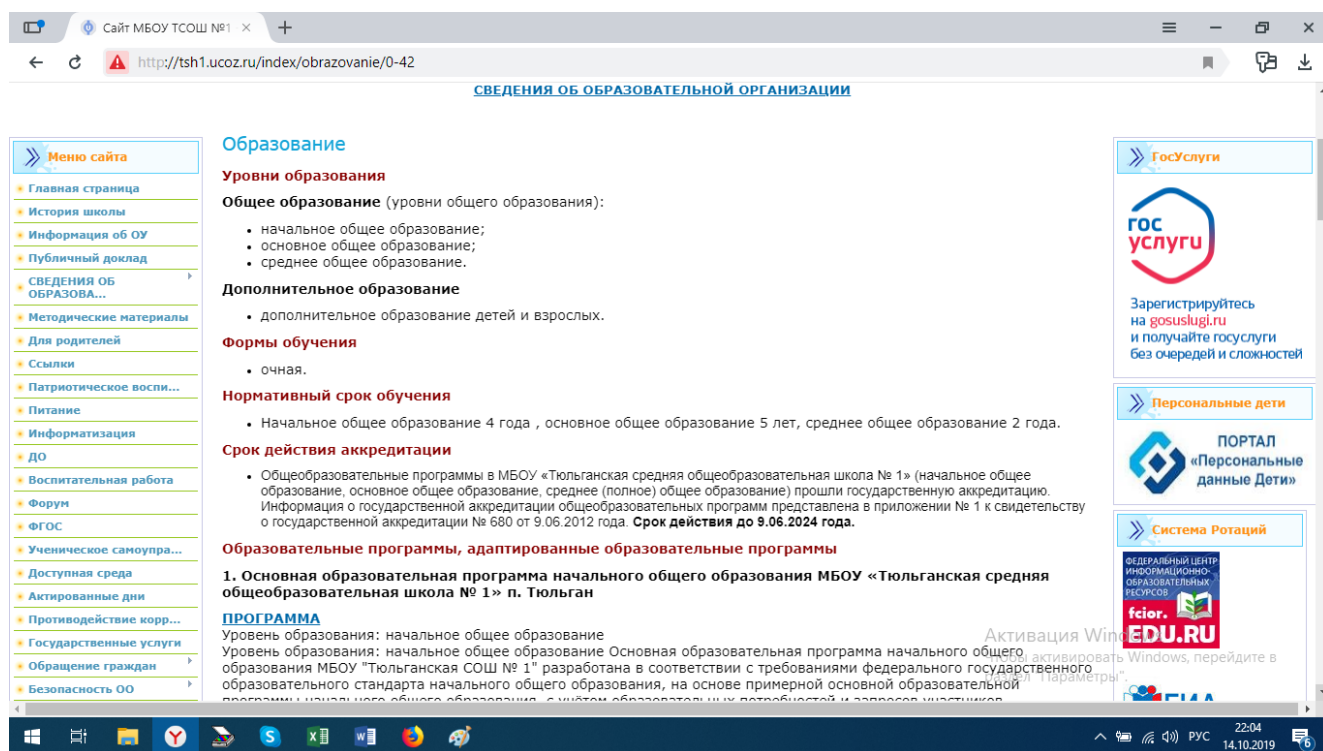 Сайт МБОУ ТСОШ №1
http://tsh1.ucoz.ru/index/obrazovanie/0-42
СВЕДЕНИЯ ОБ ОБРАЗОВАТЕЛЬНОЙ ОРГАНИЗАЦИИ
Меню сайта
Главная страница
История школы
Информация об ОУ
Публичный доклад
СВЕДЕНИЯ ОБ
ОБРАЗОВА...
Методические материалы
Для родителей
Ссылки
Патриотическое воспи...
Питание
Информатизация
ДО
Воспитательная работа
Форум
ФГОС
Ученическое самоупра...
Доступная среда
Актированные дни
Противодействие корр...
Государственные услуги
Обращение граждан
Безопасность ОО
Образование
Уровни образования
Общее образование (уровни общего образования):
начальное общее образование;
основное общее образование;
среднее общее образование.
Дополнительное образование
дополнительное образование детей и взрослых.
Формы обучения
очная.
Нормативный срок обучения
Начальное общее образование 4 года , основное общее образование 5 лет, среднее общее образование 2 года.
Срок действия аккредитации
Общеобразовательные программы в МБОУ «Тюльганская средняя общеобразовательная школа № 1» (начальное общее
образование, основное общее образование, среднее (полное) общее образование) прошли государственную аккредитацию.
Информация о государственной аккредитации общеобразовательных программ представлена в приложении № 1 к свидетельству
о государственной аккредитации № 680 от 9.06.2012 года. Срок действия до 9.06.2024 года.
Образовательные программы, адаптированные образовательные программы
1. Основная образовательная программа начального общего образования МБОУ «Тюльганская средняя
общеобразовательная школа № 1» п. Тюльган
ПРОГРАММА
Уровень образования: начальное общее образование
Уровень образования: начальное общее образование Основная образовательная программа начального общего
образования МБОУ "Тюльганская СОШ № 1" разработана в соответствии с требованиями федерального государственного
образовательного стандарта начального общего образования, на основе примерной основной образовательной
программы начального общего образования, с учётом образовательных потребностей и запросов участников
ГосУслуги
гос
услуги
Зарегистрируйтесь
на gosuslugi.ru
и получайте госуслуги
без очередей и сложностей
Персональные дети
ПОРТАЛ
«Персональные
данные Дети»
Система Ротаций
ФЕДЕРАЛЬНЫЙ ЦЕНТР
ИНФОРМАЦИОННО-
ОБРАЗОВАТЕЛЬНЫХ
РЕСУРСОВ
fcior.
EDU.RU
Активация Windows
Чтобы активировать Windows, перейдите в
раздел "Параметры".
РУС
22:04
14.10.2019
6